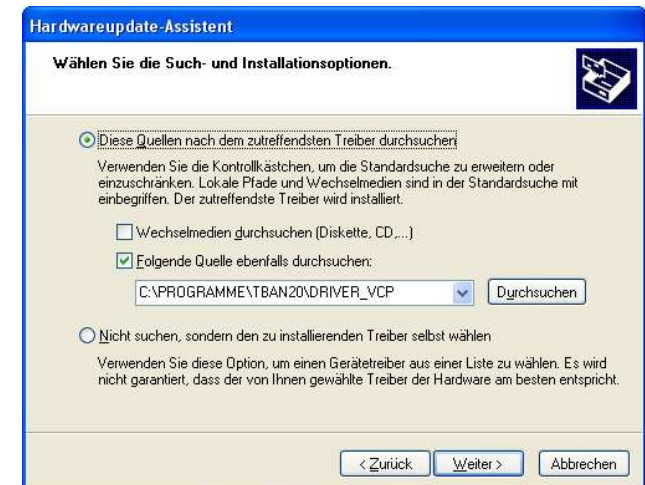 Hardwareupdate-Assistent
Wählen Sie die Such- und Installationsoptionen.
Diese Quellen nach dem zutreffendsten Treiber durchsuchen
Verwenden Sie die Kontrollkästchen, um die Standardsuche zu erweitern oder
einzuschränken. Lokale Pfade und Wechselmedien sind in der Standardsuche mit
einbegriffen. Der zutreffendste Treiber wird installiert.
Wechselmedien durchsuchen (Diskette, CD,...)
Folgende Quelle ebenfalls durchsuchen:
C:\PROGRAMME\TBAN20\DRIVER_VCP
Durchsuchen
Nicht suchen, sondern den zu installierenden Treiber selbst wählen
Verwenden Sie diese Option, um einen Gerätetreiber aus einer Liste zu wählen. Es wird
nicht garantiert, dass der von Ihnen gewählte Treiber der Hardware am besten entspricht.
< Zurück
Weiter >
Abbrechen